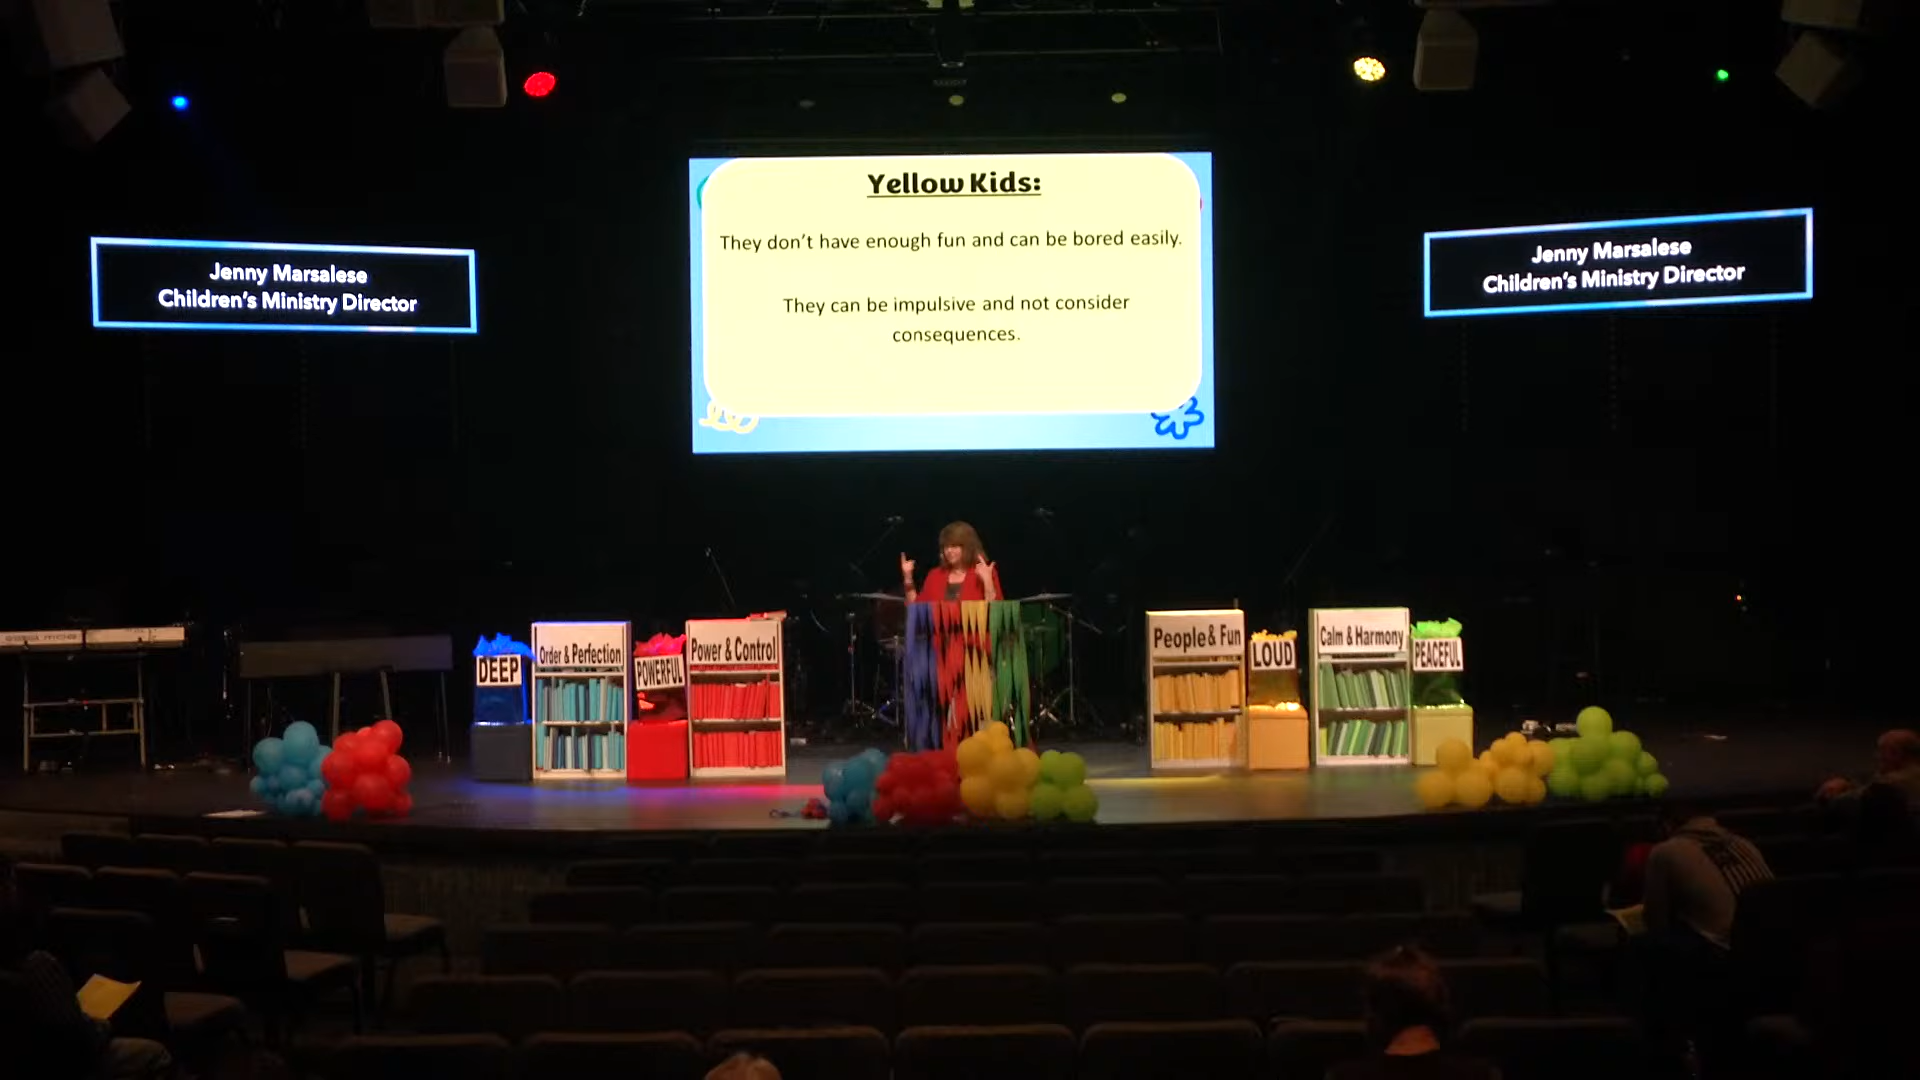 Yellow Kids:
They don't have enough fun and can be bored easily.
They can be impulsive and not consider
consequences.
Jenny Marsalese
Children's Ministry Director
Jenny Marsalese
Children's Ministry Director
DEEP
Order & Perfection
POWERFUL
Power & Control
People & Fun
LOUD
Calm & Harmony
PEACEFUL